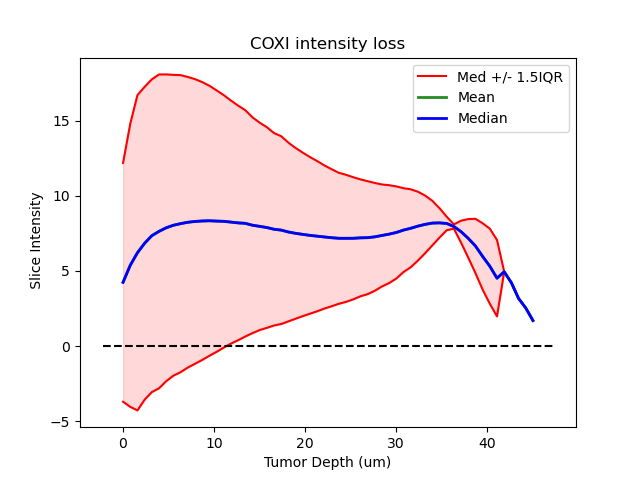 COXI intensity loss
Med +/- 1.5IQR
Mean
Median
Slice Intensity
15
10
5
0
−5
0 10 20 30 40
Tumor Depth (um)